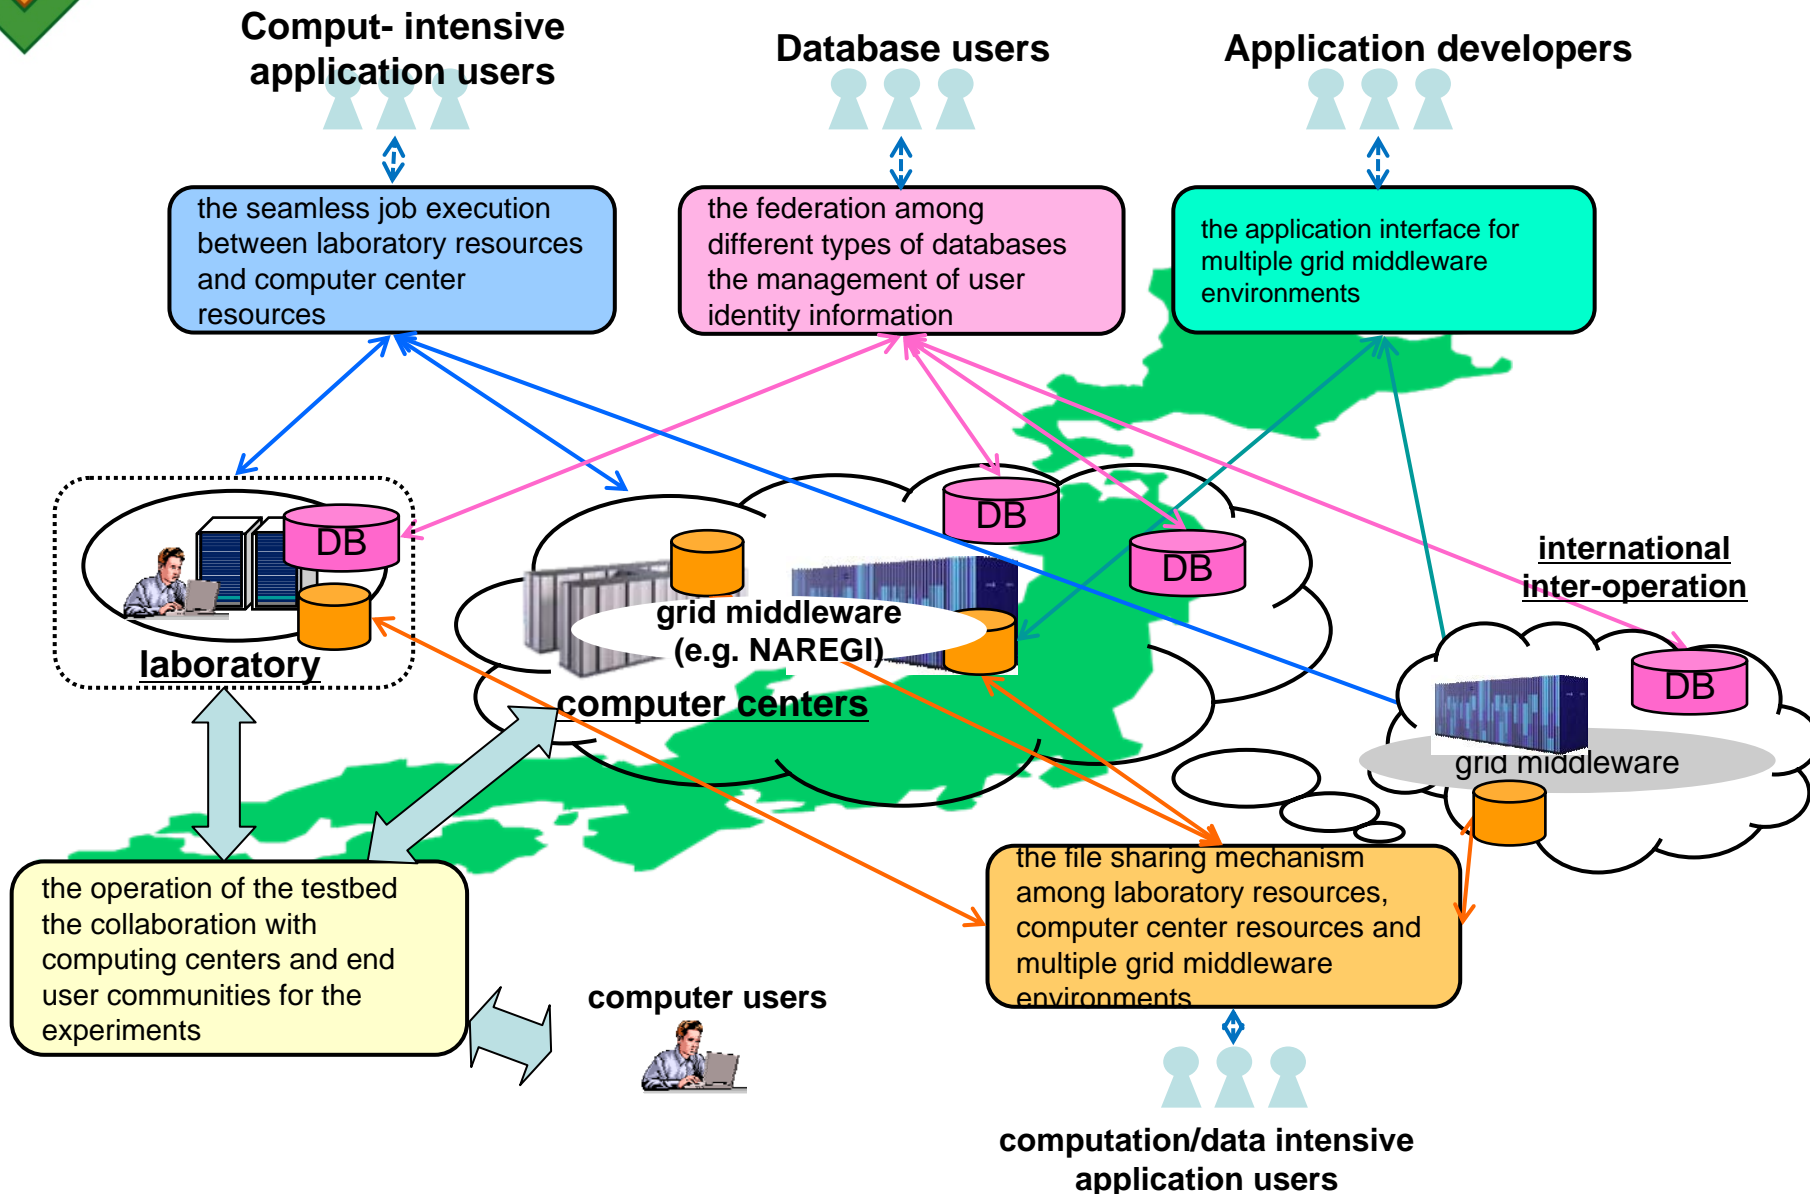 Comput- intensive
application users
Database users
Application developers
the seamless job execution
between laboratory resources
and computer center
resources
the federation among
different types of databases
the management of user
identity information
the application interface for
multiple grid middleware
environments
DB
DB
DB
international
inter-operation
grid middleware
(e.g. NAREGI)
laboratory
computer centers
DB
grid middleware
the operation of the testbed
the collaboration with
computing centers and end
user communities for the
experiments
the file sharing mechanism
among laboratory resources,
computer center resources and
multiple grid middleware
environments
computer users
computation/data intensive
application users